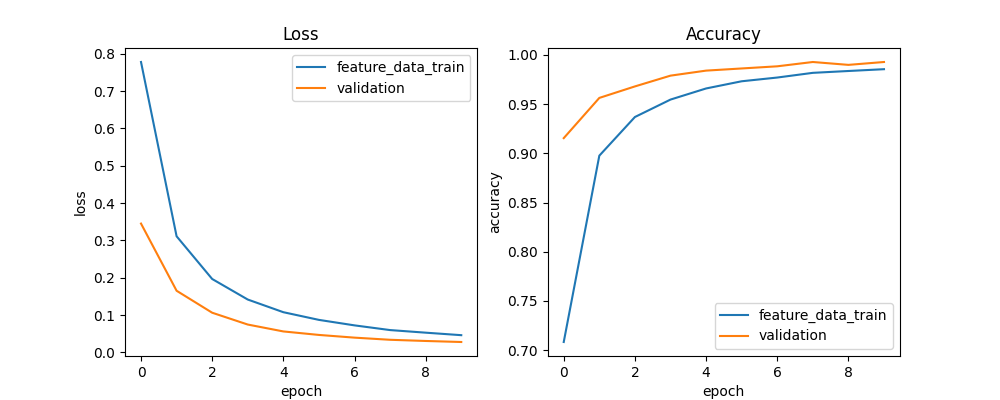 Loss
0.8
0.7
0.6
0.5
0.4
0.3
0.2
0.1
0.0
loss
feature_data_train
validation
0 2 4 6 8
epoch
Accuracy
1.00
0.95
0.90
0.85
0.80
0.75
0.70
accuracy
feature_data_train
validation
0 2 4 6 8
epoch